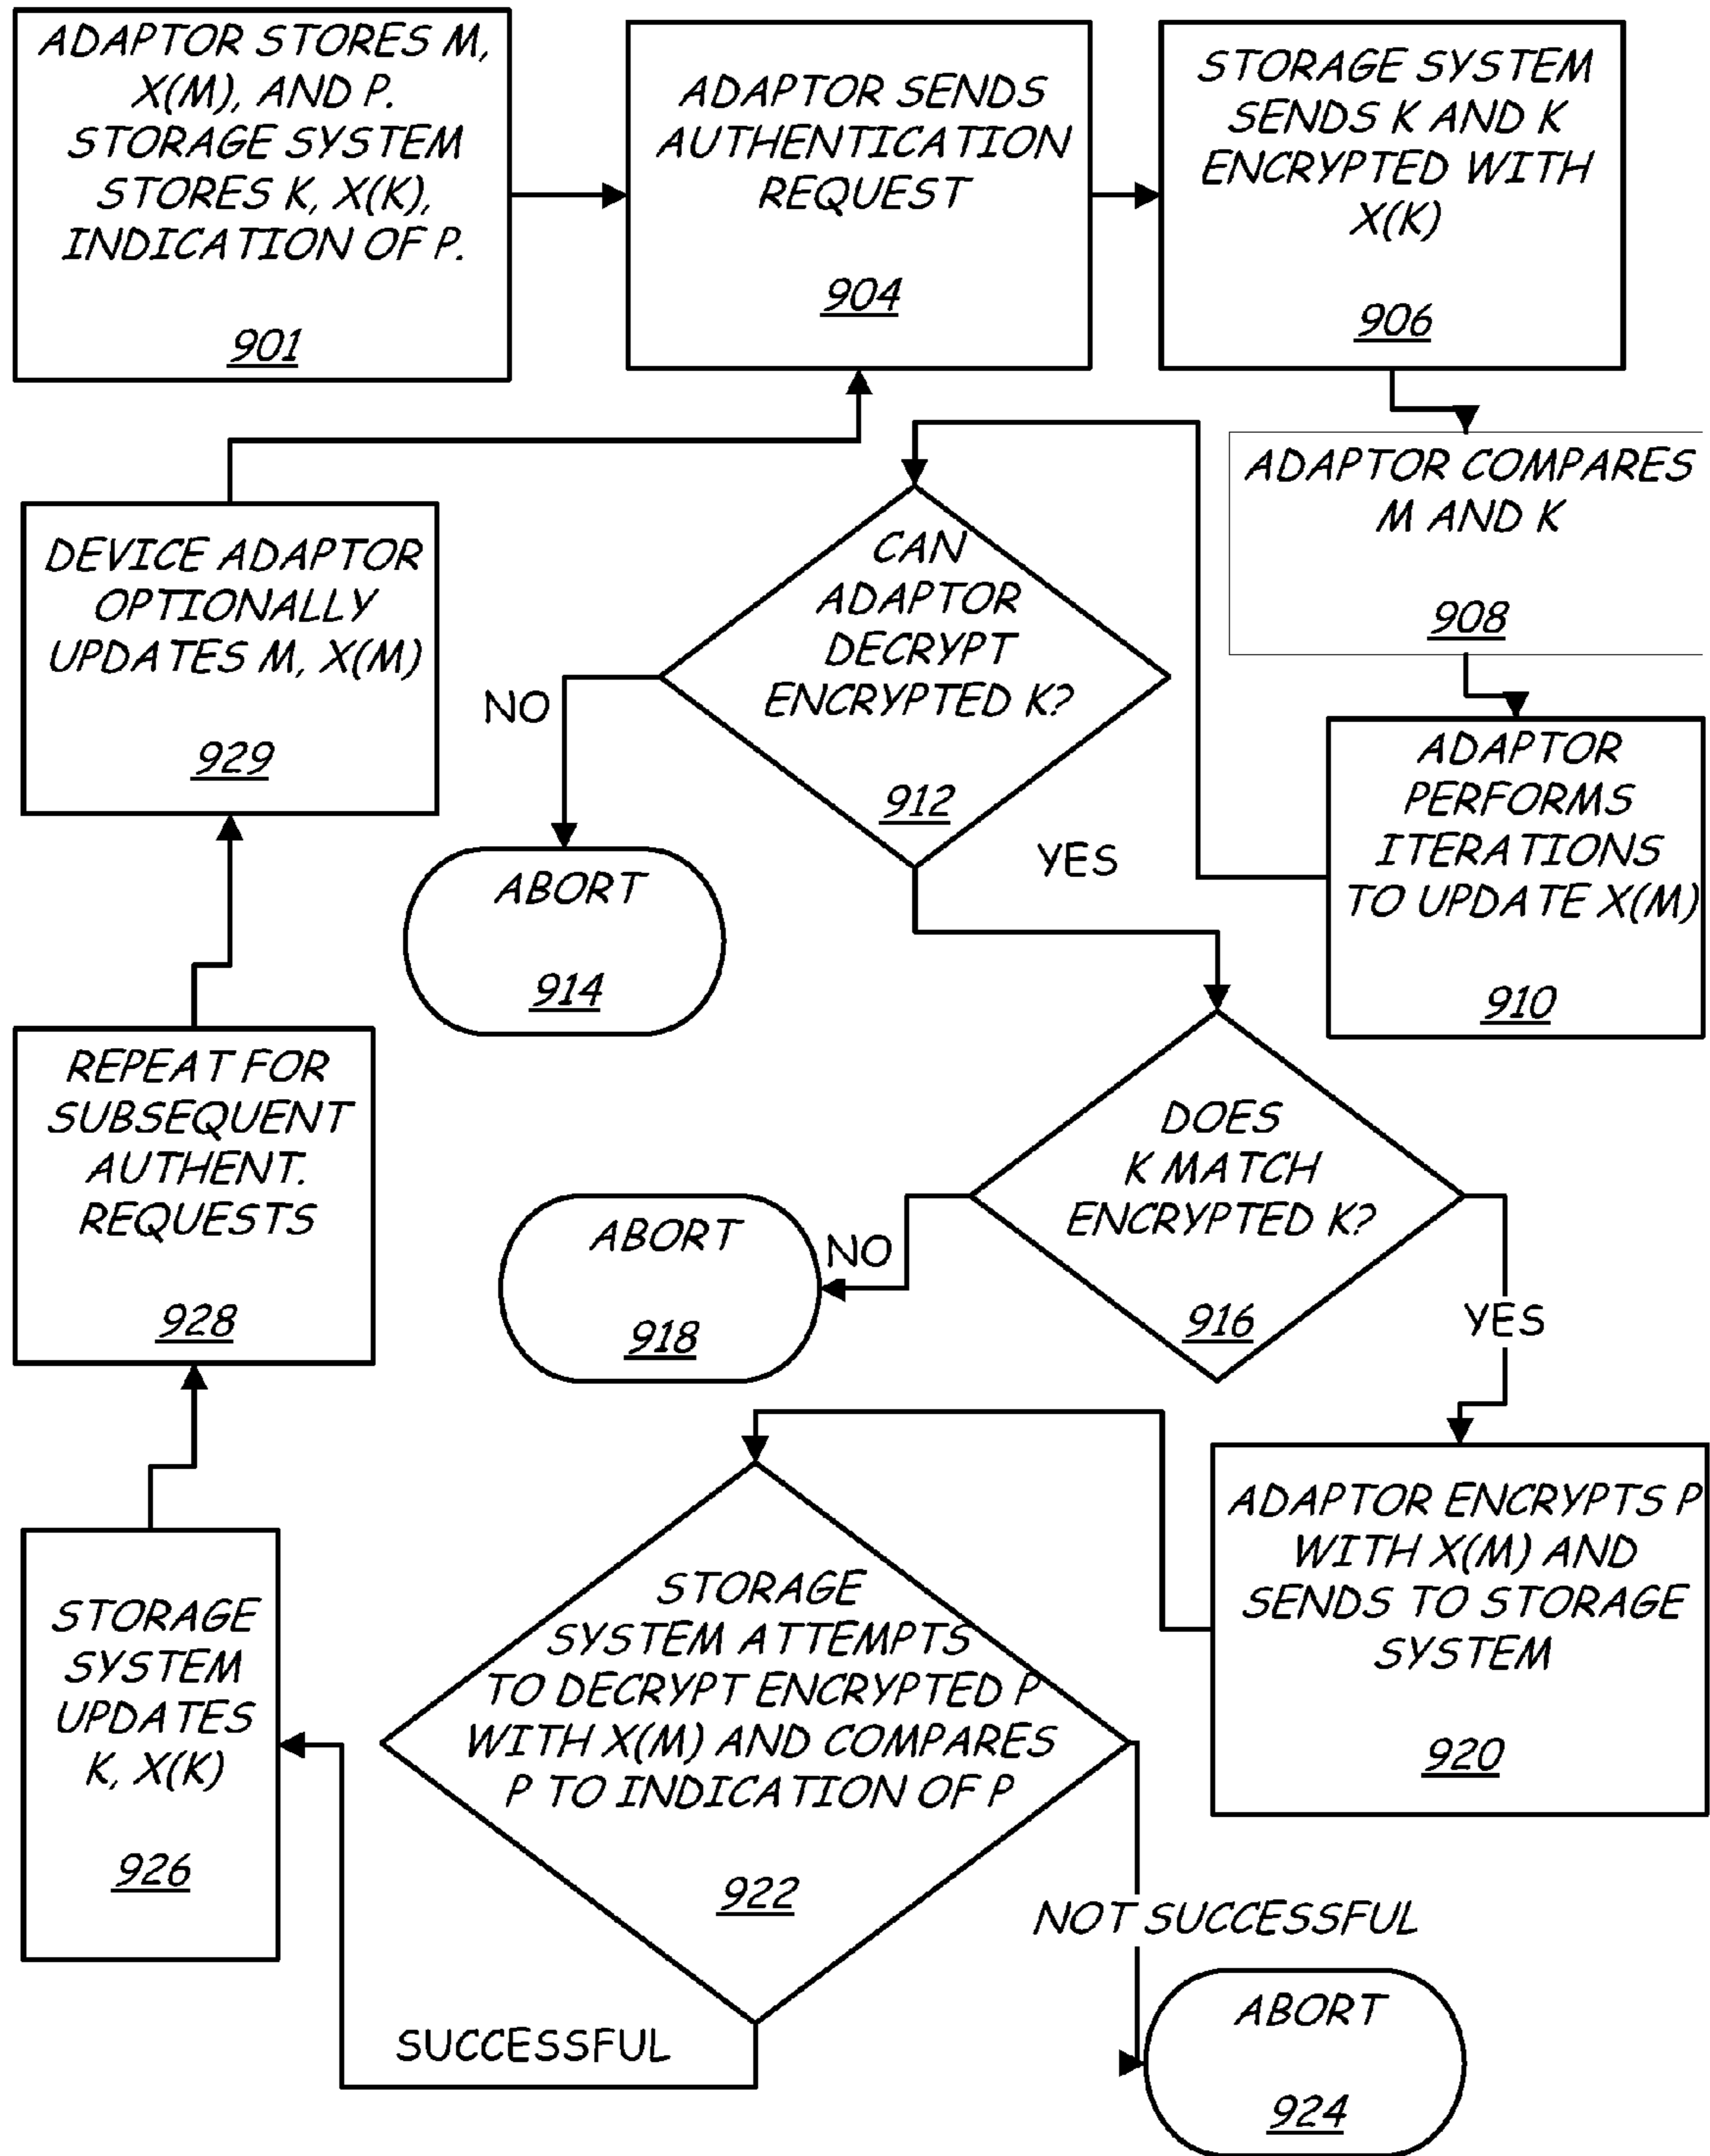 ADAPTOR STORES M,
X(M), AND P.
STORAGE SYSTEM
STORES K, X(K),
INDICATION OF P.
901
ADAPTOR SENDS
AUTHENTICATION
REQUEST
904
STORAGE SYSTEM
SENDS K AND K
ENCRYPTED WITH
X(K)
906
ADAPTOR COMPARES
M AND K
908
ADAPTOR
PERFORMS
ITERATIONS
TO UPDATE X(M)
910
CAN
ADAPTOR
DECRYPT
ENCRYPTED K?
912
NO
YES
ABORT
914
DOES
K MATCH
ENCRYPTED K?
916
NO
YES
ABORT
918
ADAPTOR ENCRYPTS P
WITH X(M) AND
SENDS TO STORAGE
SYSTEM
920
STORAGE
SYSTEM ATTEMPTS
TO DECRYPT ENCRYPTED P
WITH X(M) AND COMPARES
P TO INDICATION OF P
922
NOT SUCCESSFUL
SUCCESSFUL
ABORT
924
STORAGE
SYSTEM
UPDATES
K, X(K)
926
REPEAT FOR
SUBSEQUENT
AUTHENT.
REQUESTS
928
DEVICE ADAPTOR
OPTIONALLY
UPDATES M, X(M)
929